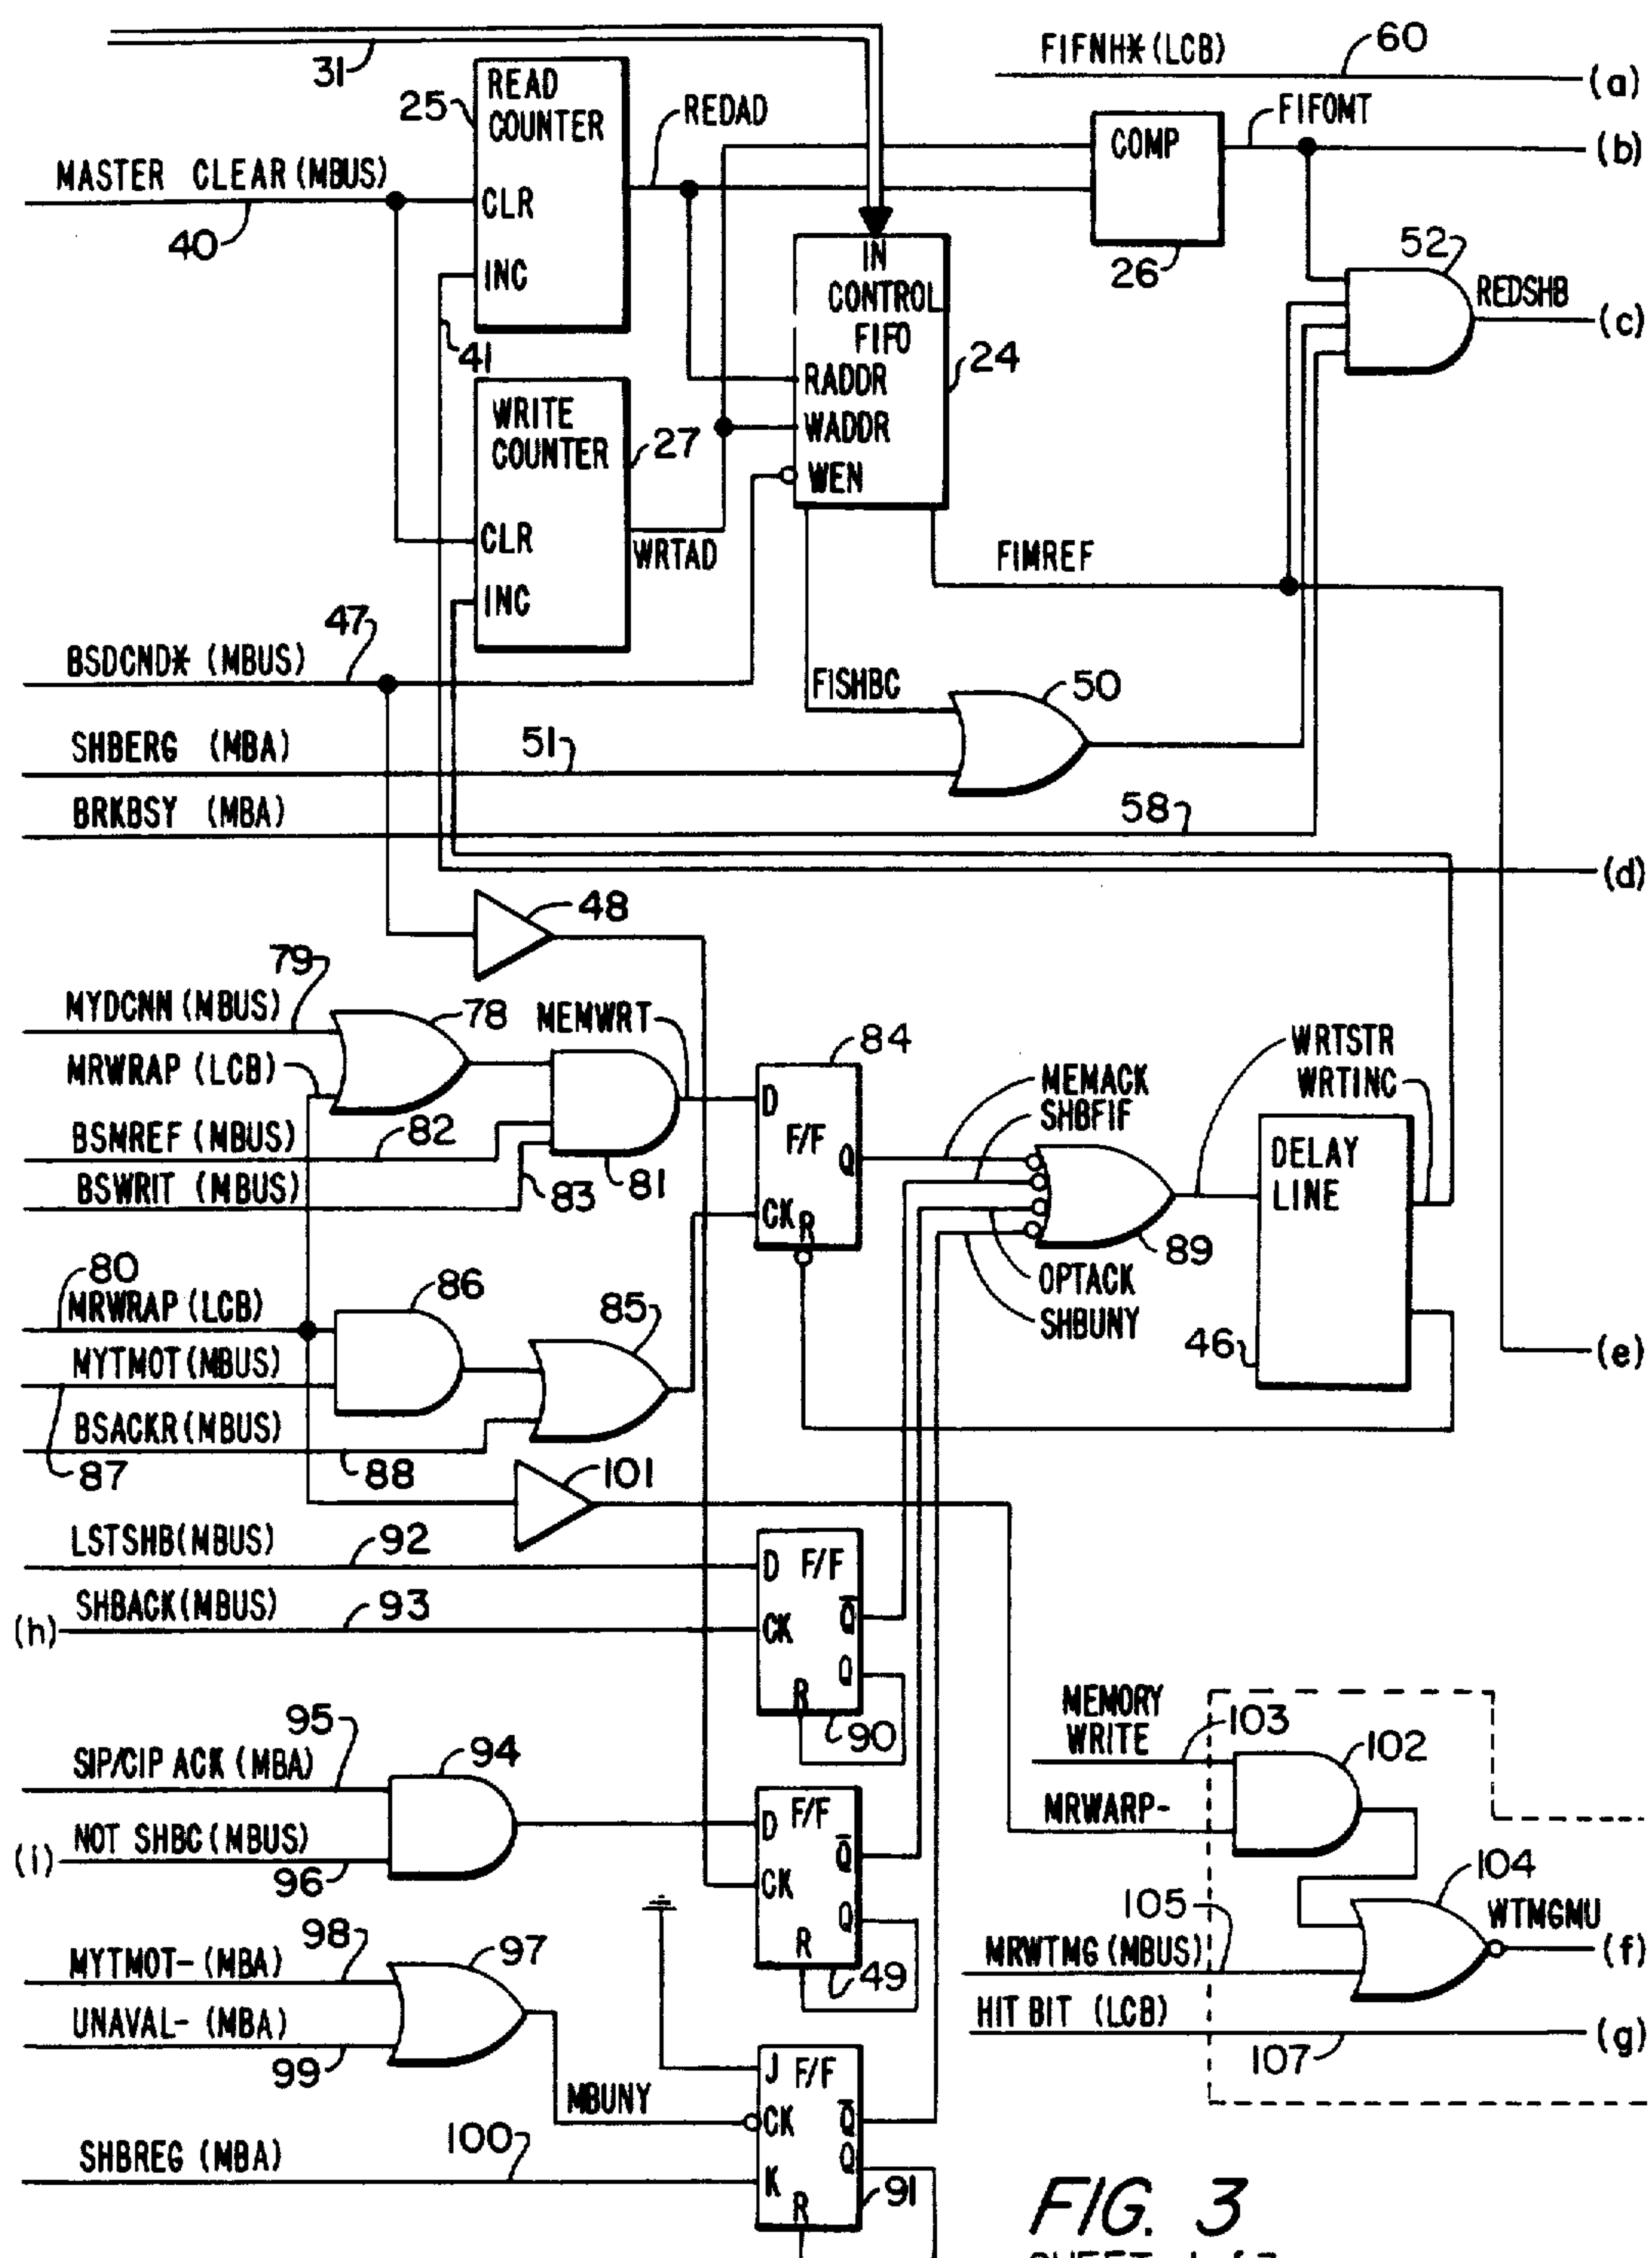 31
FIFNH* (LCB)
60
(a)
25
READ
COUNTER
REDAD
COMP
FIFOMT
(b)
MASTER CLEAR (MBUS)
CLR
40
INC
26
52
IN
CONTROL
FIFO
REDSHB
(c)
41
24
RADDR
WRITE
COUNTER
27
WADDR
WEN
CLR
WRTAD
FIMREF
INC
47
BSDCND* (MBUS)
FISHBC
50
SHBERG (MBA)
51
BRKBSY (MBA)
58
(d)
48
79
MYDCNN (MBUS)
78
MEMWRT
84
WRTSTR
WRTINC
MRWRAP (LCB)
D
F/F
Q
MEMACK
SHBFIF
BSMREF (MBUS)
82
DELAY
LINE
BSWRIT (MBUS)
83
81
CK
R
89
80
MRWRAP (LCB)
86
85
OPTACK
SHBUNY
46
(e)
MYTMOT (MBUS)
BSACKR (MBUS)
87
88
101
LSTSHB (MBUS)
92
D F/F
(h)
SHBACK (MBUS)
93
CK
Q̅
Q
R
90
MEMORY
WRITE
103
102
95
SIP/CIP ACK (MBA)
94
MRWARP-
D
F/F
(i)
NOT SHBC (MBUS)
96
CK
Q̅
Q
104
105
WTMGMU
(f)
98
MYTMOT- (MBA)
97
R
49
MRWTMG (MBUS)
UNAVAL- (MBA)
99
HIT BIT (LCB)
107
(g)
J F/F
MBUNY
CK
Q̅
Q
SHBREG (MBA)
100
K
R
91
FIG. 3
SHEET 1 of 3